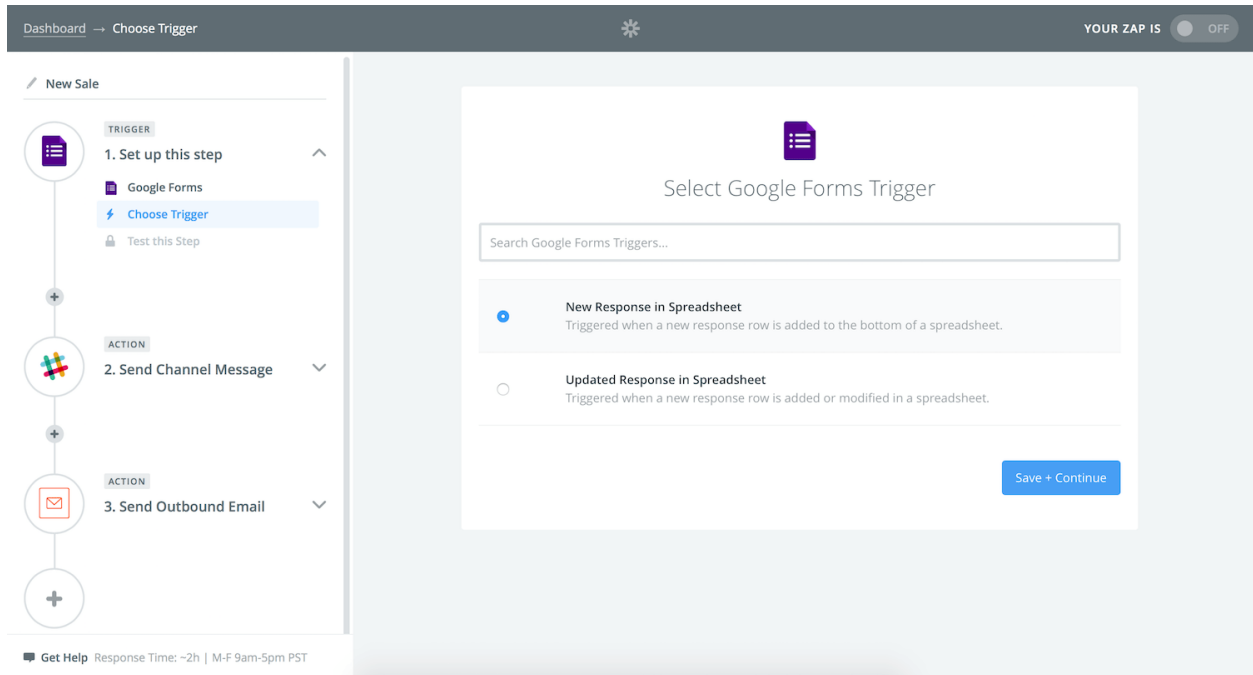 Dashboard → Choose Trigger
YOUR ZAP IS OFF
New Sale
TRIGGER
1. Set up this step
Google Forms
Choose Trigger
Test this Step
ACTION
2. Send Channel Message
ACTION
3. Send Outbound Email
Get Help Response Time: ~2h | M-F 9am-5pm PST
Select Google Forms Trigger
Search Google Forms Triggers...
New Response in Spreadsheet
Triggered when a new response row is added to the bottom of a spreadsheet.
Updated Response in Spreadsheet
Triggered when a new response row is added or modified in a spreadsheet.
Save + Continue